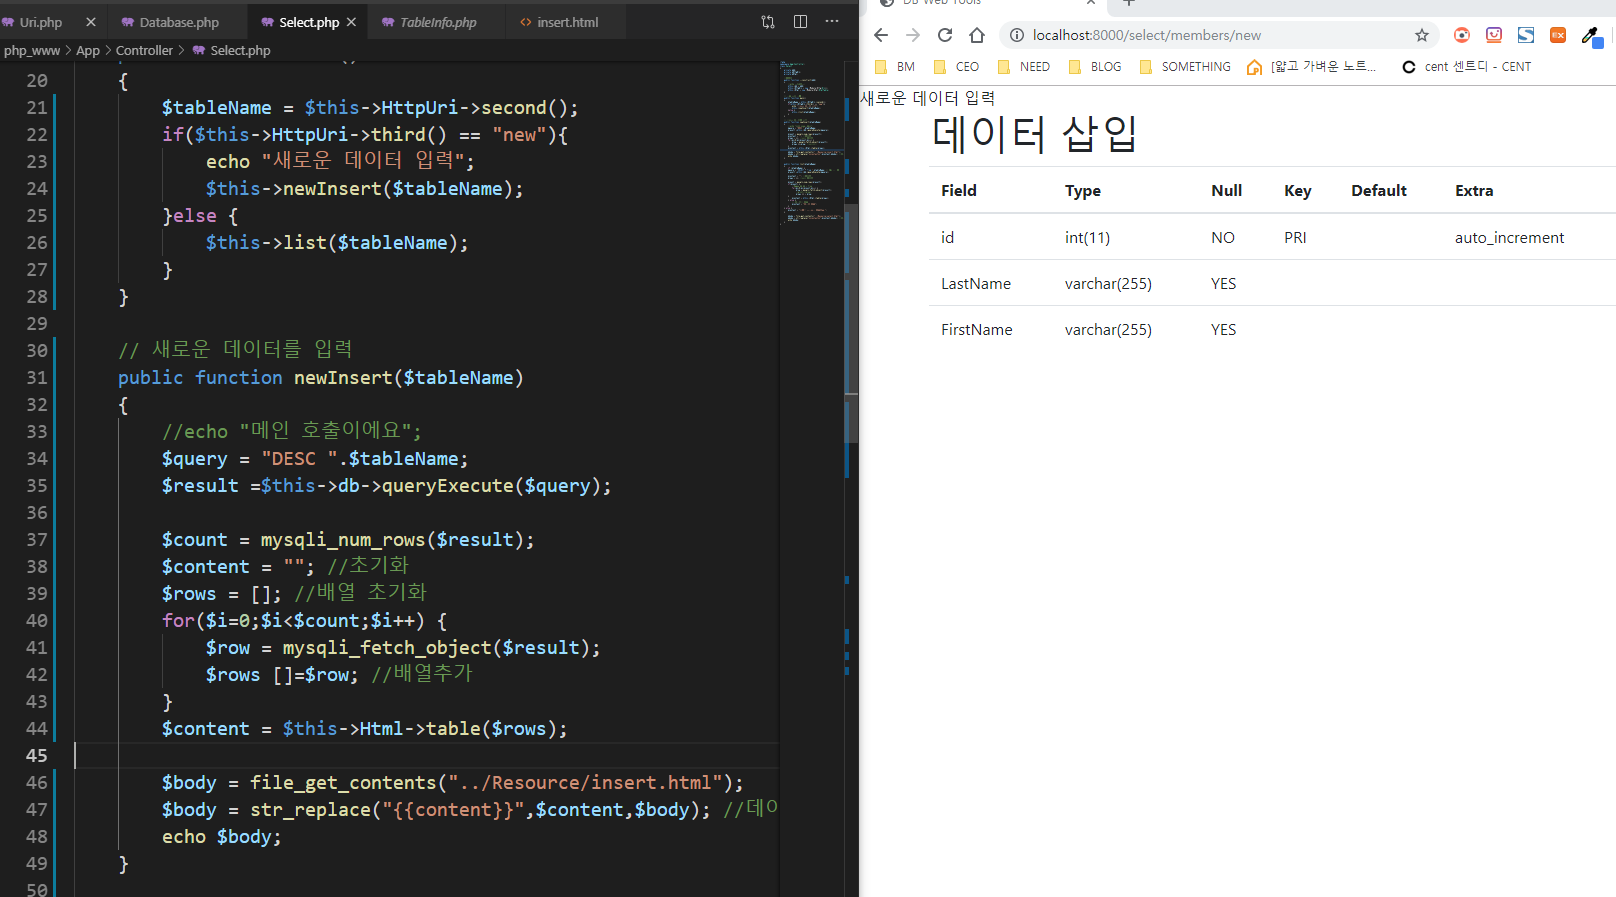 Uri.php
Database.php
Select.php
TableInfo.php
insert.html
php_www > App > Controller > Select.php
20 {
21 $tableName = $this->HttpUri->second();
22 if($this->HttpUri->third() == "new"){
23 echo "새로운 데이터 입력";
24 $this->newInsert($tableName);
25 }else {
26 $this->list($tableName);
27 }
28 }
29
30 // 새로운 데이터를 입력
31 public function newInsert($tableName)
32 {
33 //echo "메인 호출이에요";
34 $query = "DESC ".$tableName;
35 $result =$this->db->queryExecute($query);
36
37 $count = mysqli_num_rows($result);
38 $content = ""; //초기화
39 $rows = []; //배열 초기화
40 for($i=0;$i<$count;$i++) {
41 $row = mysqli_fetch_object($result);
42 $rows []=$row; //배열추가
43 }
44 $content = $this->Html->table($rows);
45
46 $body = file_get_contents("../Resource/insert.html");
47 $body = str_replace("{{content}}",$content,$body); //데이
48 echo $body;
49 }
50
DB Web Tools
localhost:8000/select/members/new
BM CEO NEED BLOG SOMETHING [얇고 가벼운 노트... cent 센트디 - CENT
새로운 데이터 입력
데이터 삽입
Field Type Null Key Default Extra
id int(11) NO PRI auto_increment
LastName varchar(255) YES
FirstName varchar(255) YES